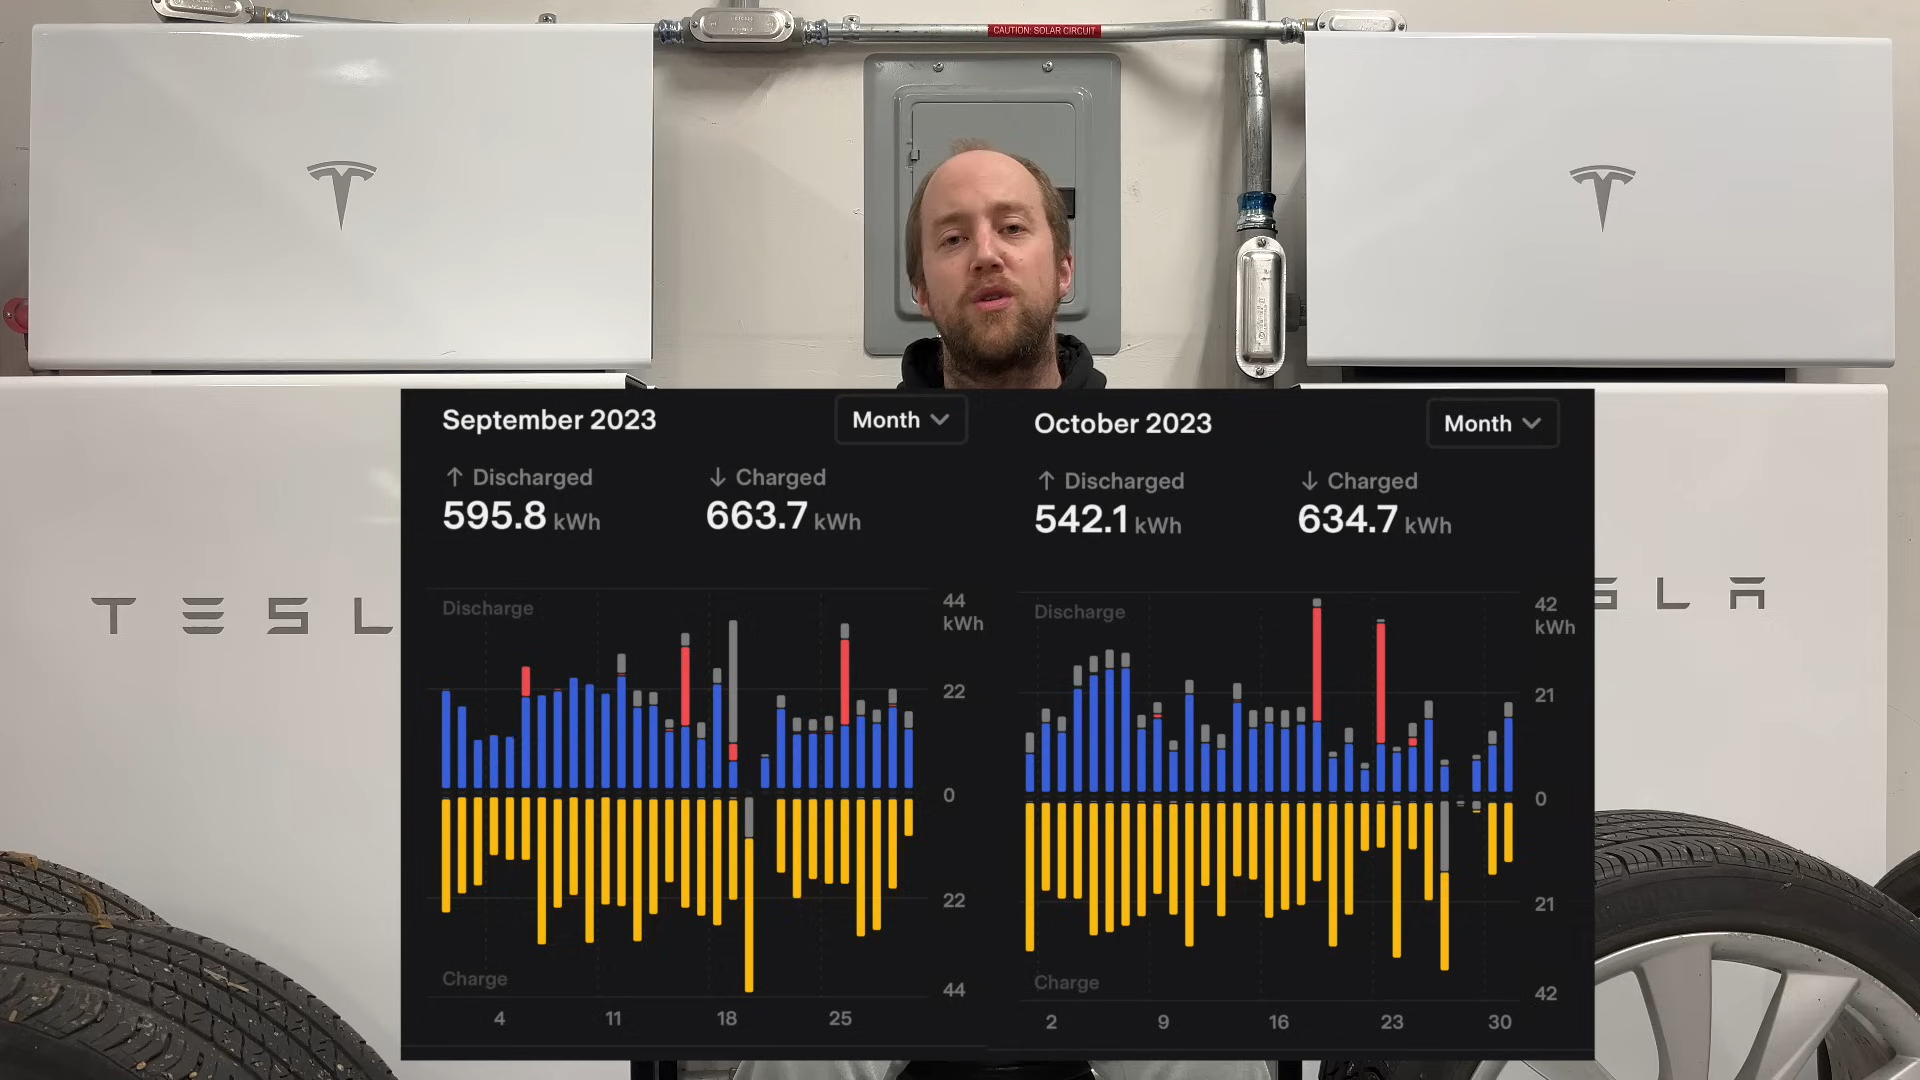 CAUTION: SOLAR CIRCUIT
September 2023
Month
October 2023
Month
↑ Discharged
↓ Charged
595.8 kWh
663.7 kWh
↑ Discharged
↓ Charged
542.1 kWh
634.7 kWh
Discharge
44
kWh
22
0
22
44
Charge
4 11 18 25
Discharge
42
kWh
21
0
21
42
Charge
2 9 16 23 30
TESL
SLA